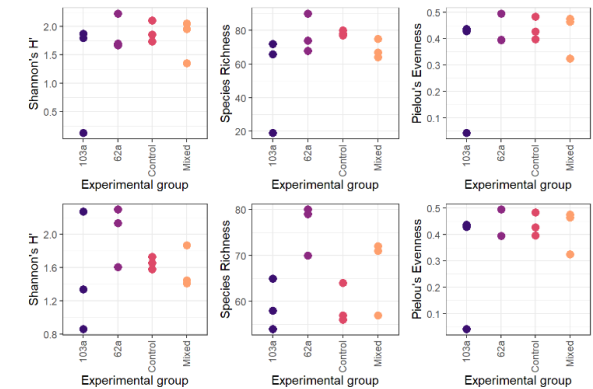 Shannon's H'
2.0
1.5
1.0
0.5
103a
62a
Control
Mixed
Experimental group
Species Richness
80
60
40
20
103a
62a
Control
Mixed
Experimental group
Pielou's Evenness
0.5
0.4
0.3
0.2
0.1
103a
62a
Control
Mixed
Experimental group
Shannon's H'
2.0
1.6
1.2
0.8
103a
62a
Control
Mixed
Experimental group
Species Richness
80
70
60
103a
62a
Control
Mixed
Experimental group
Pielou's Evenness
0.5
0.4
0.3
0.2
0.1
103a
62a
Control
Mixed
Experimental group